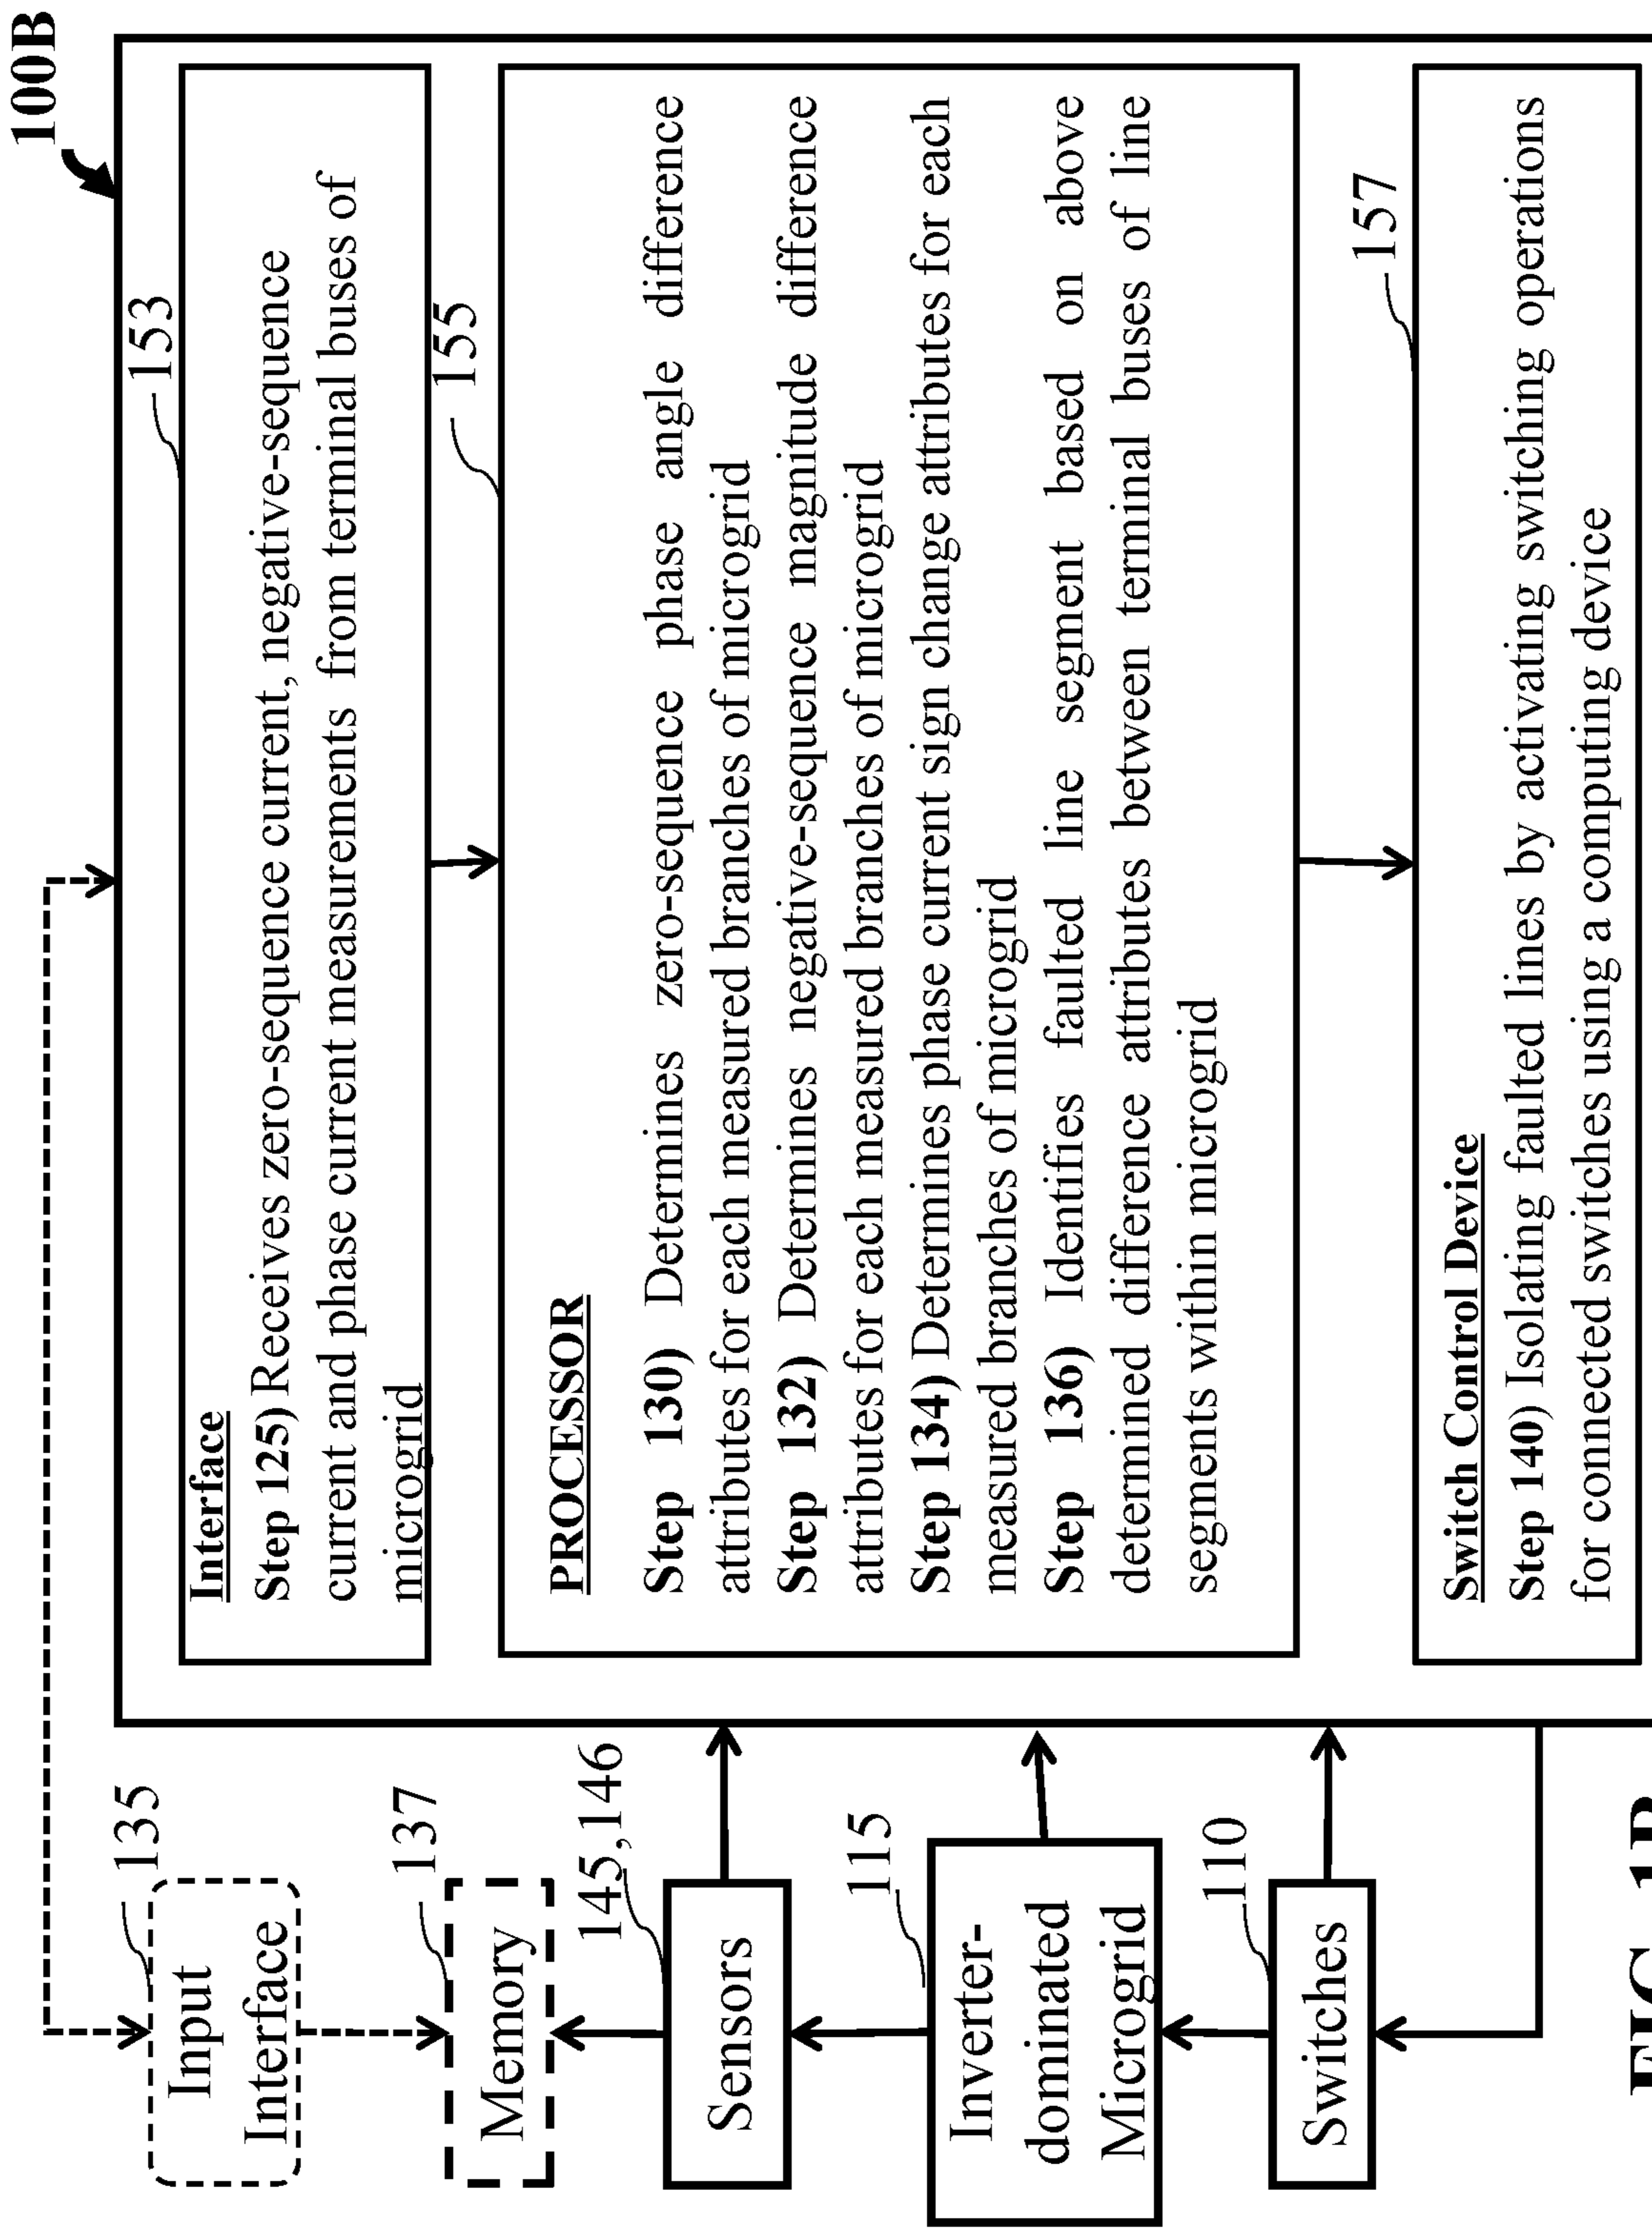 100B
135
Input
Interface
137
Memory
145,146
Sensors
115
Inverter-
dominated
Microgrid
110
Switches
153
Interface
Step 125) Receives zero-sequence current, negative-sequence
current and phase current measurements from terminal buses of
microgrid
155
PROCESSOR
Step 130) Determines zero-sequence phase angle difference
attributes for each measured branches of microgrid
Step 132) Determines negative-sequence magnitude difference
attributes for each measured branches of microgrid
Step 134) Determines phase current sign change attributes for each
measured branches of microgrid
Step 136) Identifies faulted line segment based on above
determined difference attributes between terminal buses of line
segments within microgrid
157
Switch Control Device
Step 140) Isolating faulted lines by activating switching operations
for connected switches using a computing device